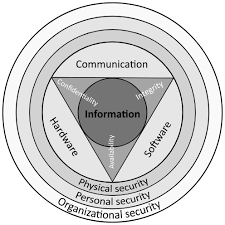 Communication
Confidentiality
Integrity
Information
Hardware
Availability
Software
Physical security
Personal security
Organizational security